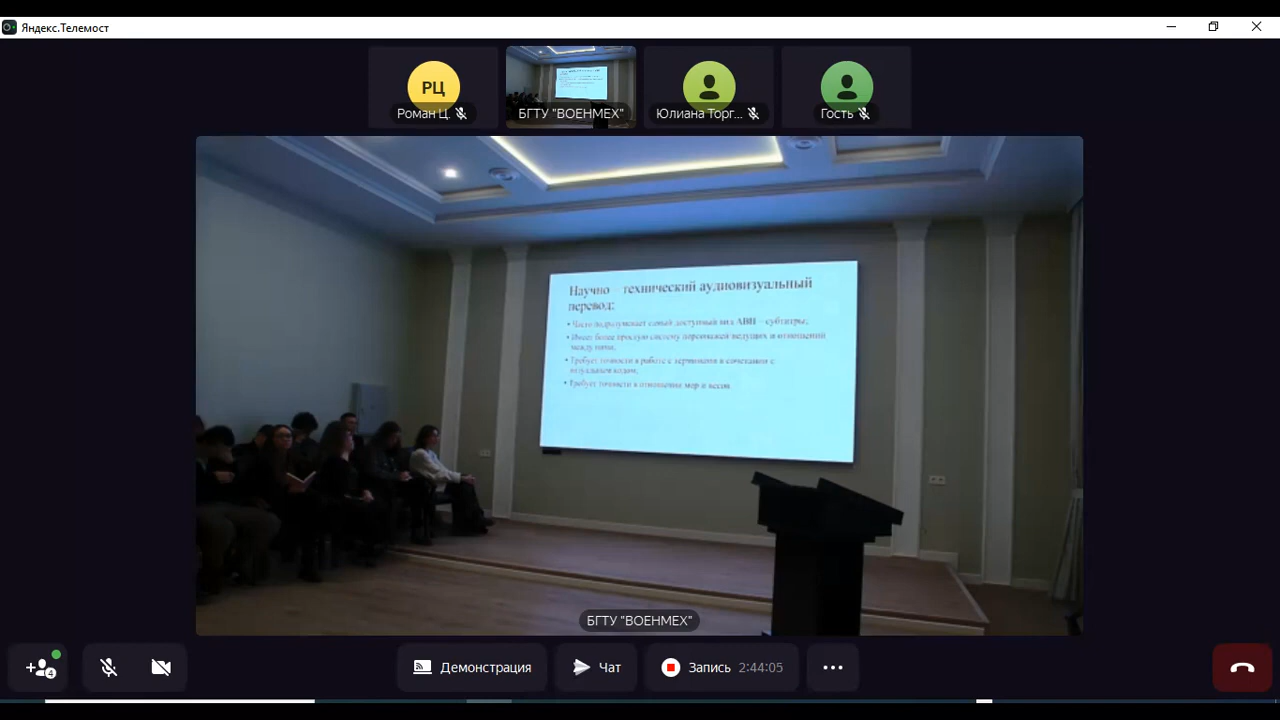 Яндекс.Телемост
РЦ
Роман Ц.
БГТУ "ВОЕНМЕХ"
Юлиана Торг...
Гость
Научно – технический аудиовизуальный
перевод:
• Часто подразумевает самый доступный вид АВП – субтитры;
• Имеет более простую систему персонажей ведущих и отношений
между ними;
• Требует точности в работе с терминами в сочетании с
визуальным кодом;
• Требует точности в отношении мер и весов
БГТУ "ВОЕНМЕХ"
4
Демонстрация
Чат
Запись 2:44:05